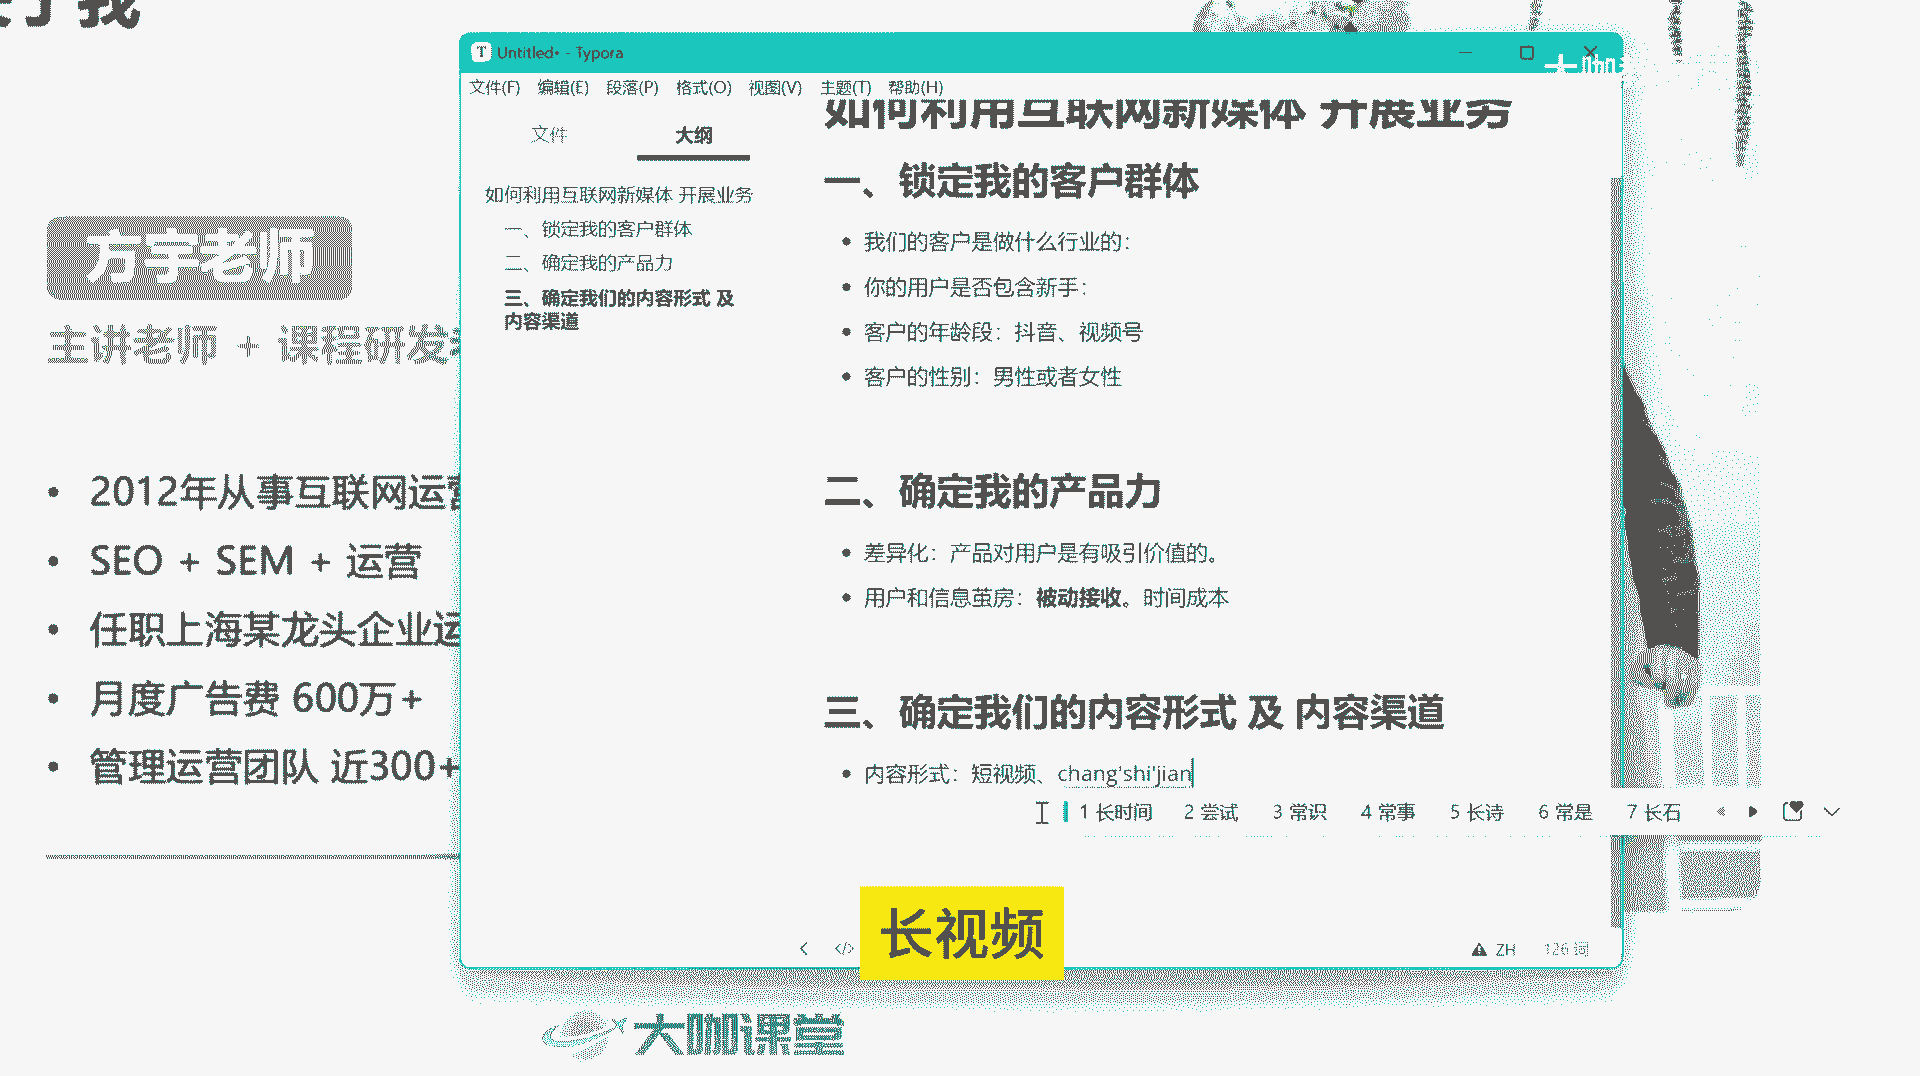 我
方宇老师
主讲老师 + 课程研发
• 2012年从事互联网运营
• SEO + SEM + 运营
• 任职上海某龙头企业运
• 月度广告费 600万+
• 管理运营团队 近300+
Untitled• - Typora
文件(F) 编辑(E) 段落(P) 格式(O) 视图(V) 主题(T) 帮助(H)
文件 大纲
如何利用互联网新媒体 开展业务
一、锁定我的客户群体
二、确定我的产品力
三、确定我们的内容形式 及
内容渠道
如何利用互联网新媒体 开展业务
一、锁定我的客户群体
• 我们的客户是做什么行业的：
• 你的用户是否包含新手：
• 客户的年龄段：抖音、视频号
• 客户的性别：男性或者女性
二、确定我的产品力
• 差异化：产品对用户是有吸引价值的。
• 用户和信息茧房：被动接收。时间成本
三、确定我们的内容形式 及 内容渠道
• 内容形式：短视频、chang'shi'jian
1 长时间 2 尝试 3 常识 4 常事 5 长诗 6 常是 7 长石
长视频
ZH 126 词
大咖课堂